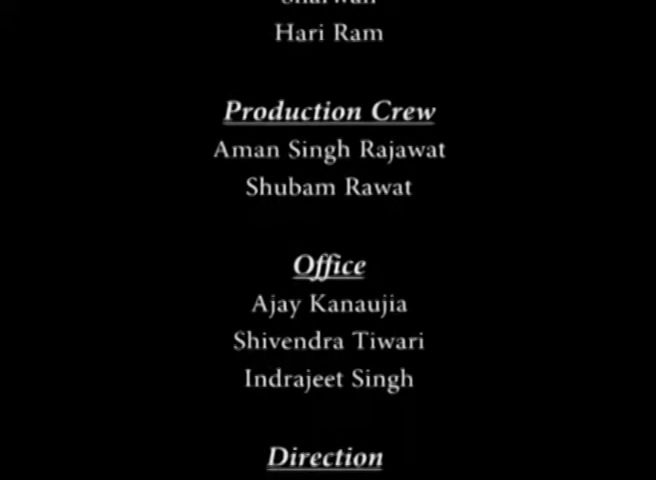 Hari Ram
Production Crew
Aman Singh Rajawat
Shubam Rawat
Office
Ajay Kanaujia
Shivendra Tiwari
Indrajeet Singh
Direction